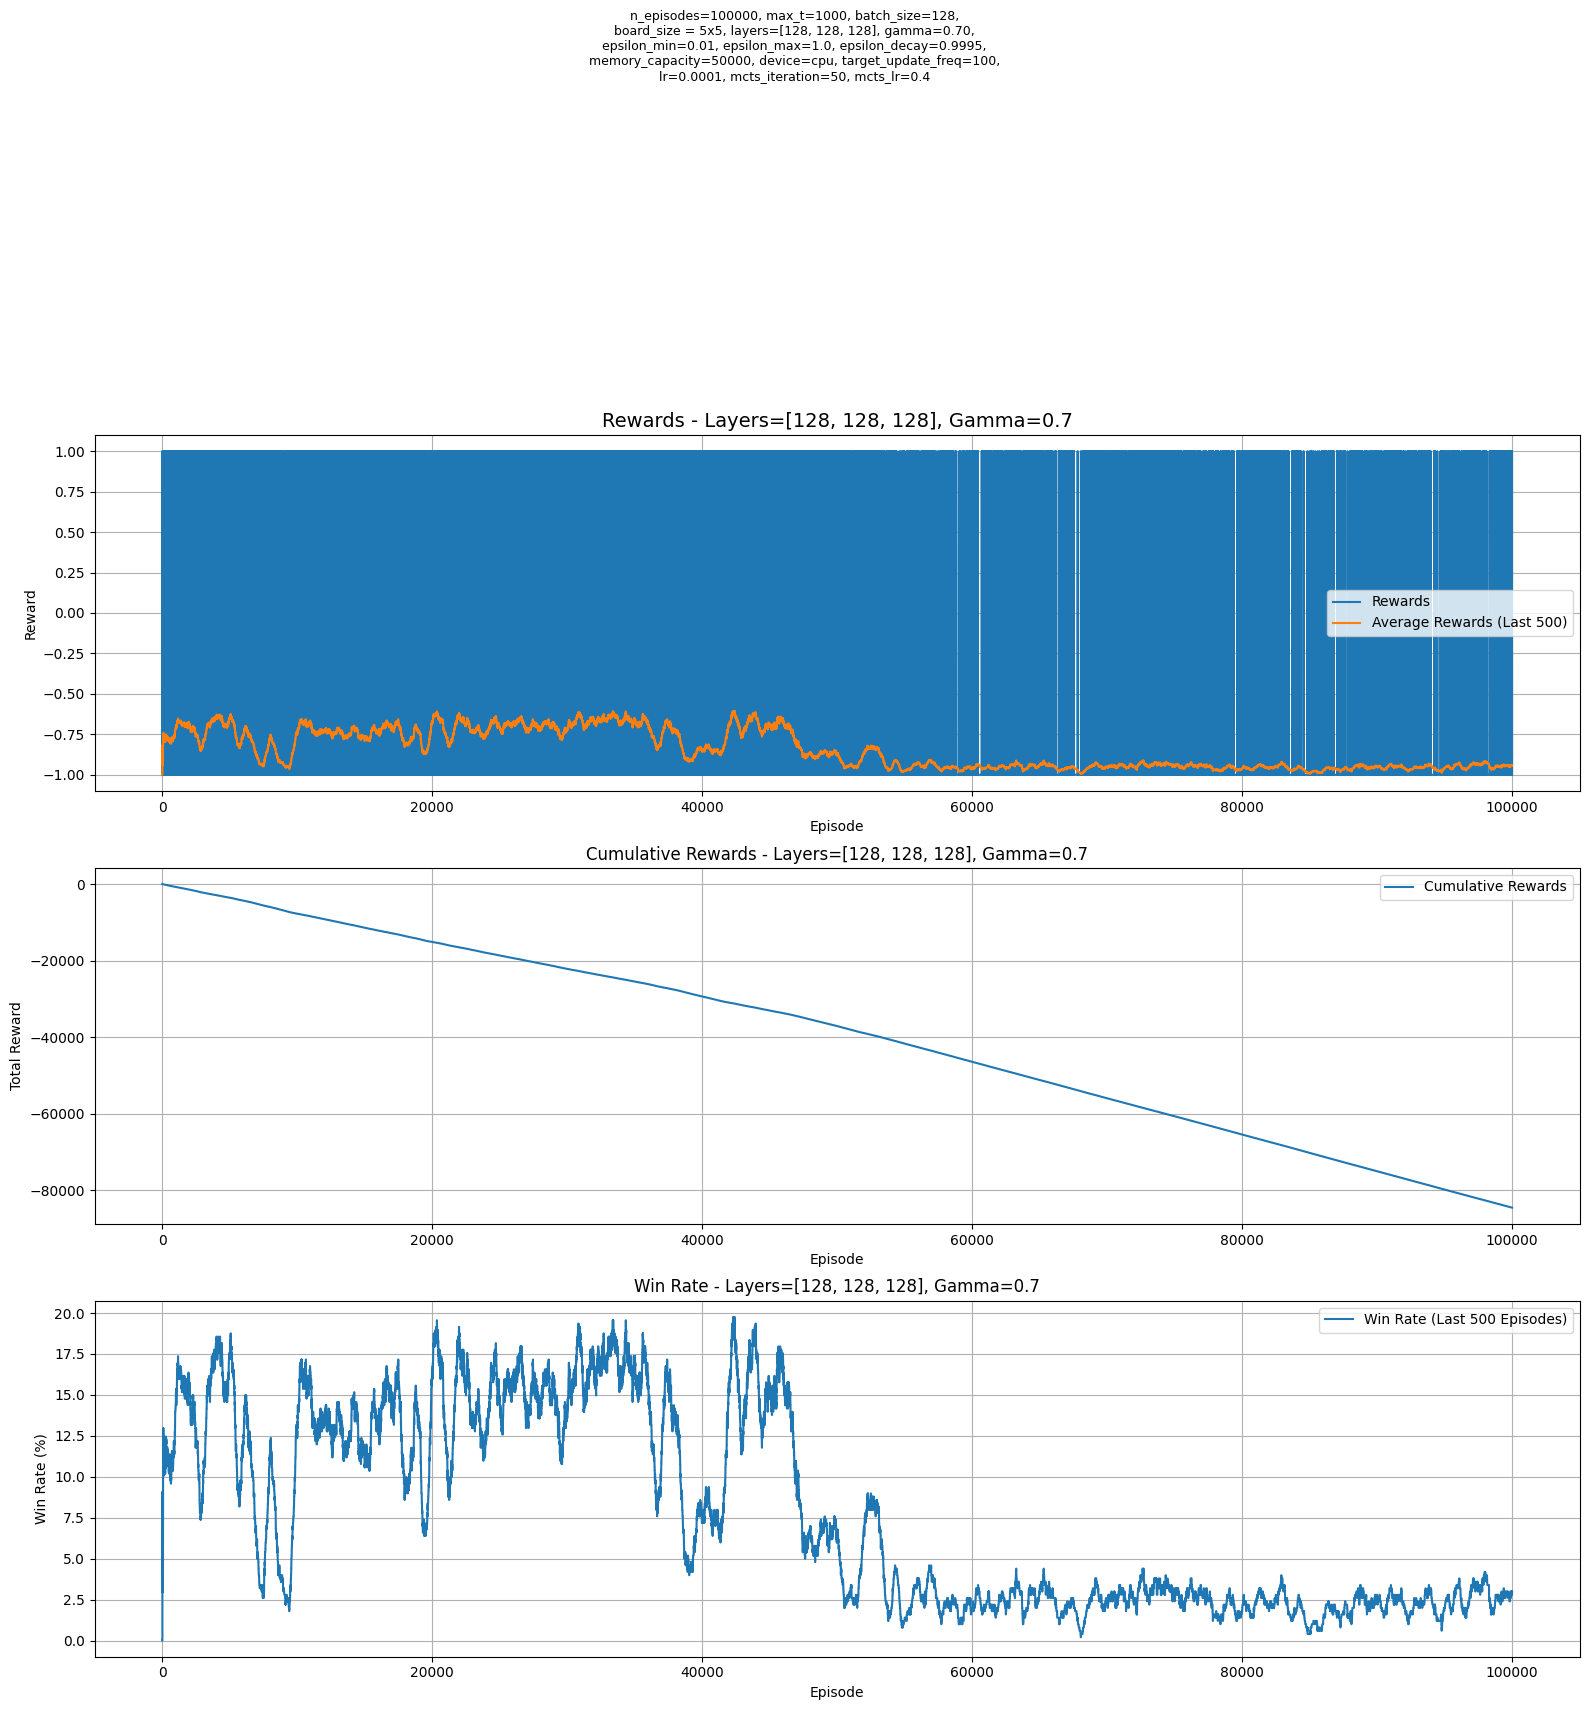 n_episodes=100000, max_t=1000, batch_size=128,
board_size = 5x5, layers=[128, 128, 128], gamma=0.70,
epsilon_min=0.01, epsilon_max=1.0, epsilon_decay=0.9995,
memory_capacity=50000, device=cpu, target_update_freq=100,
lr=0.0001, mcts_iteration=50, mcts_lr=0.4
Rewards - Layers=[128, 128, 128], Gamma=0.7
1.00
0.75
0.50
0.25
0.00
−0.25
−0.50
−0.75
−1.00
Reward
Rewards
Average Rewards (Last 500)
0 20000 40000 60000 80000 100000
Episode
Cumulative Rewards - Layers=[128, 128, 128], Gamma=0.7
0
−20000
−40000
−60000
−80000
Total Reward
Cumulative Rewards
0 20000 40000 60000 80000 100000
Episode
Win Rate - Layers=[128, 128, 128], Gamma=0.7
20.0
17.5
15.0
12.5
10.0
7.5
5.0
2.5
0.0
Win Rate (%)
Win Rate (Last 500 Episodes)
0 20000 40000 60000 80000 100000
Episode